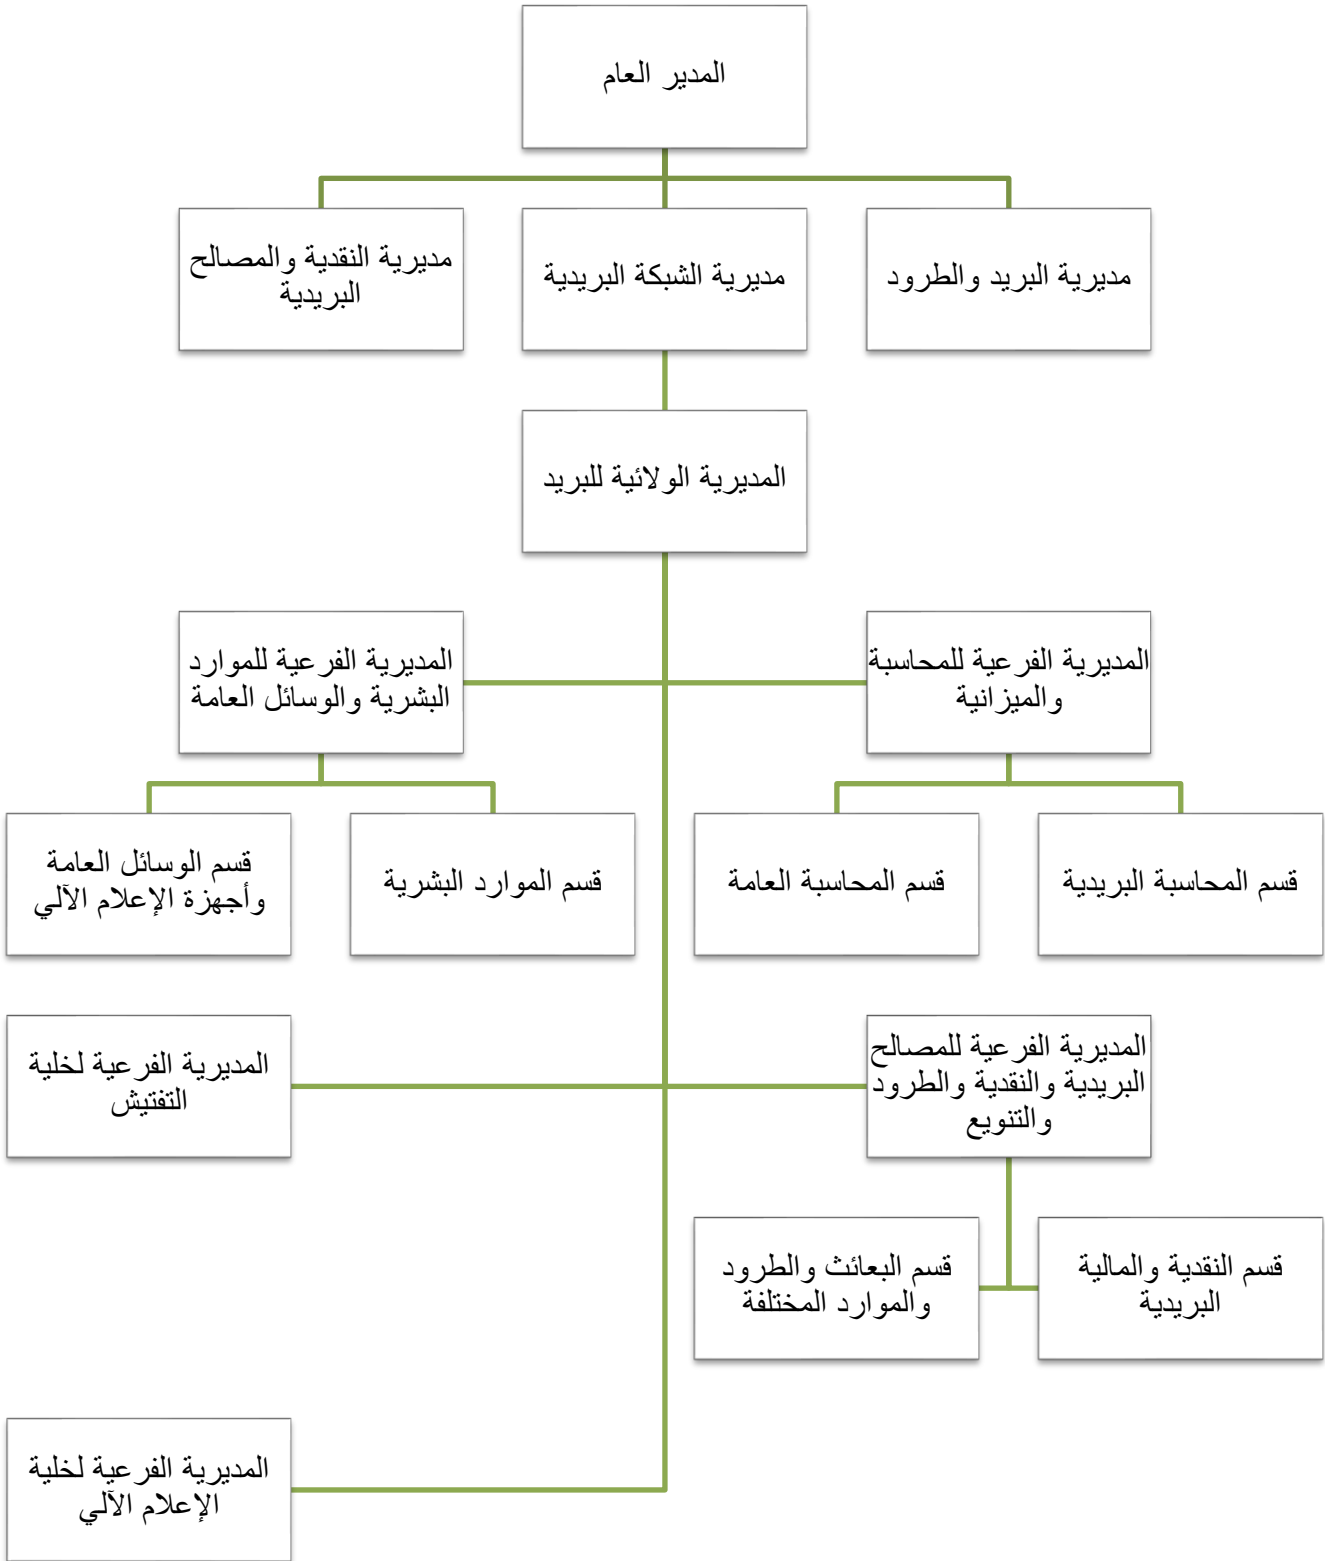 المدير العام
مديرية البريد والطرود
مديرية الشبكة البريدية
مديرية النقدية والمصالح
البريدية
المديرية الولائية للبريد
المديرية الفرعية للمحاسبة
والميزانية
المديرية الفرعية للموارد
البشرية والوسائل العامة
قسم المحاسبة البريدية
قسم المحاسبة العامة
قسم الموارد البشرية
قسم الوسائل العامة
وأجهزة الإعلام الآلي
المديرية الفرعية للمصالح
البريدية والنقدية والطرود
والتنويع
المديرية الفرعية لخلية
التفتيش
قسم النقدية والمالية
البريدية
قسم البعائث والطرود
والموارد المختلفة
المديرية الفرعية لخلية
الإعلام الآلي